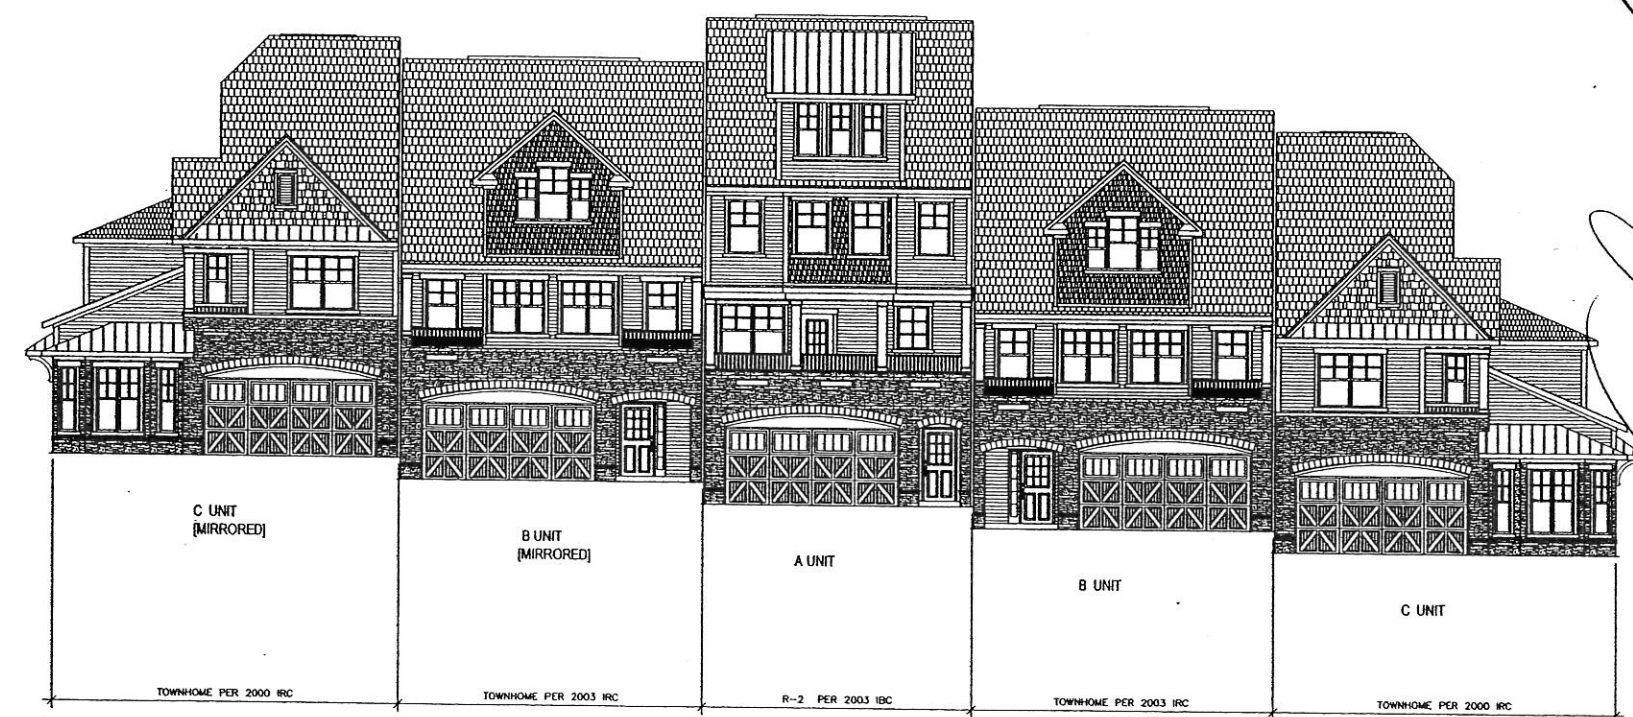 C UNIT
[MIRRORED]
B UNIT
[MIRRORED]
A UNIT
B UNIT
C UNIT
TOWNHOME PER 2000 IRC
TOWNHOME PER 2003 IRC
R-2 PER 2003 IBC
TOWNHOME PER 2003 IRC
TOWNHOME PER 2000 IRC